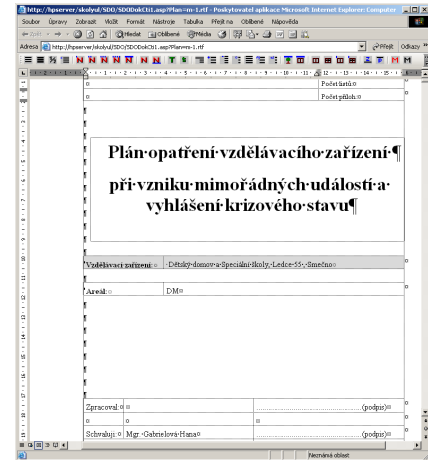 http://hpserver/skolyul/SDO/SDODokCti1.asp?Plan=m-1.rtf - Poskytovatel aplikace Microsoft Internet Explorer: Computer
Soubor Úpravy Zobrazit Vložit Formát Nástroje Tabulka Přejít na Oblíbené Nápověda
Zpět Hledat Oblíbené Média
Adresa http://hpserver/skolyul/SDO/SDODokCti1.asp?Plan=m-1.rtf Přejít Odkazy
Počet listů:
Počet příloh:
Plán opatření vzdělávacího zařízení
při vzniku mimořádných událostí a
vyhlášení krizového stavu
Vzdělávací zařízení: Dětský domov a Speciální školy, Ledce 55, Smečno
Areál: DM
Zpracoval: (podpis)
Schvaluji: Mgr. Gabrielová Hana (podpis)
Neznámá oblast